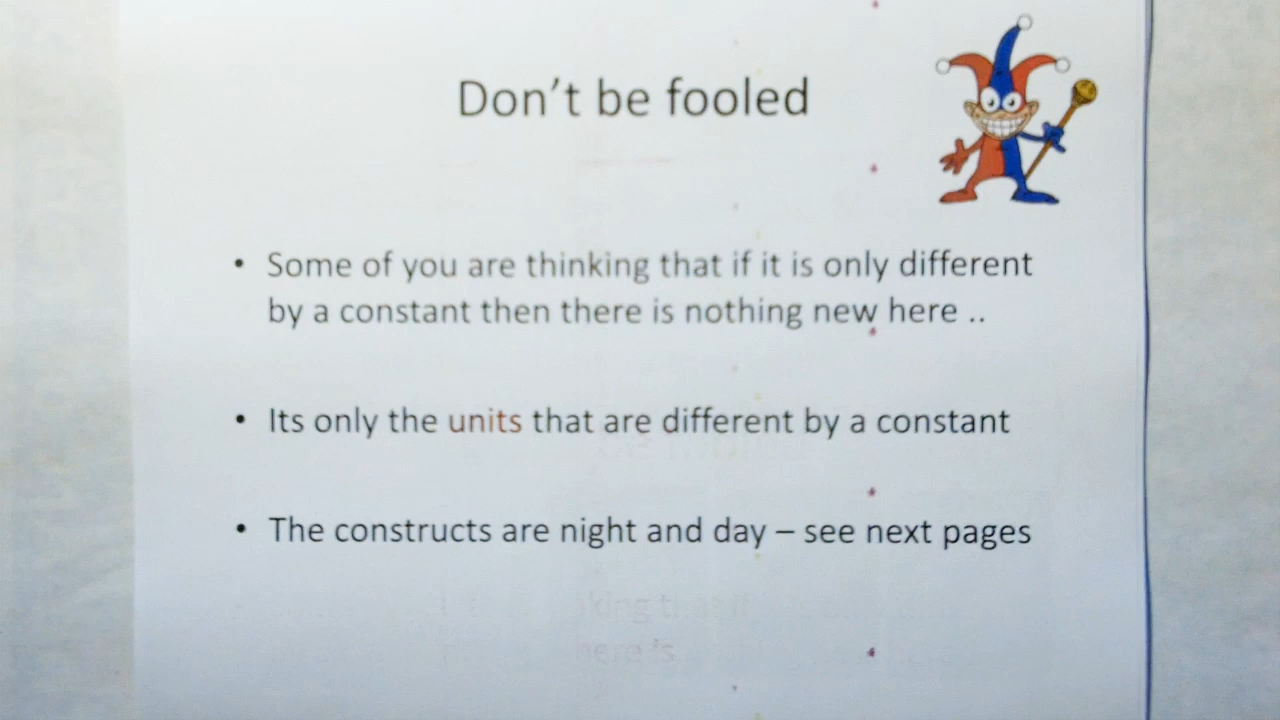 Don't be fooled
• Some of you are thinking that if it is only different
by a constant then there is nothing new here ..
• Its only the units that are different by a constant
• The constructs are night and day – see next pages